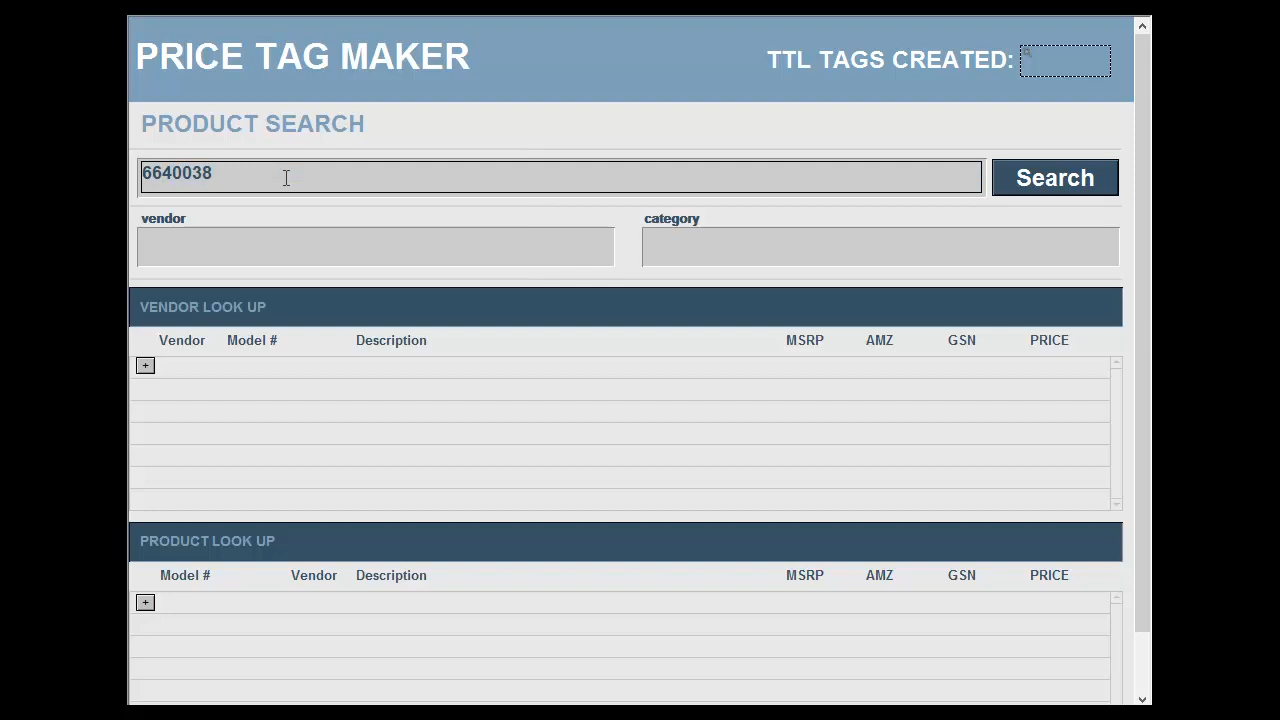 PRICE TAG MAKER
TTL TAGS CREATED:
PRODUCT SEARCH
6640038
Search
vendor
category
VENDOR LOOK UP
Vendor Model # Description MSRP AMZ GSN PRICE
+
PRODUCT LOOK UP
Model # Vendor Description MSRP AMZ GSN PRICE
+